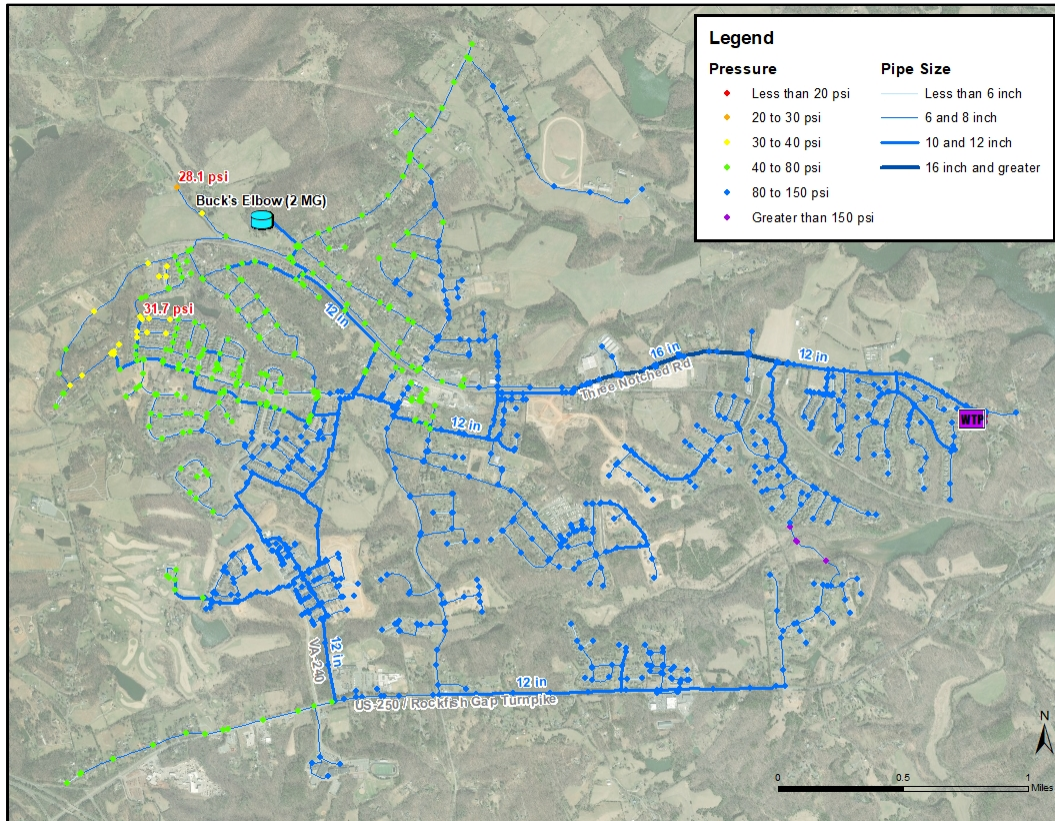 Legend
Pressure
Less than 20 psi
20 to 30 psi
30 to 40 psi
40 to 80 psi
80 to 150 psi
Greater than 150 psi
Pipe Size
Less than 6 inch
6 and 8 inch
10 and 12 inch
16 inch and greater
28.1 psi
Buck's Elbow (2 MG)
31.7 psi
12 in
16 in
Three Notched Rd
12 in
WTP
12 in
VA-240
12 in
12 in
US-250 / Rockfish Gap Turnpike
N
0 0.5 1
Miles